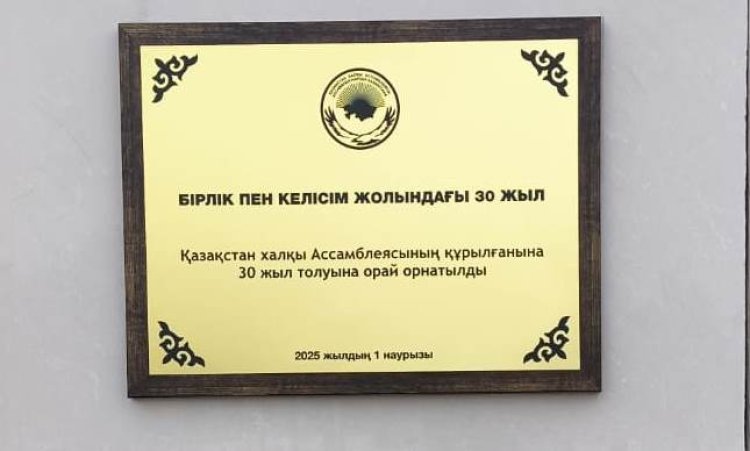 БІРЛІК ПЕН КЕЛІСІМ ЖОЛЫНДАҒЫ 30 ЖЫЛ
Қазақстан халқы Ассамблеясының құрылғанына
30 жыл толуына орай орнатылды
2025 жылдың 1 наурызы